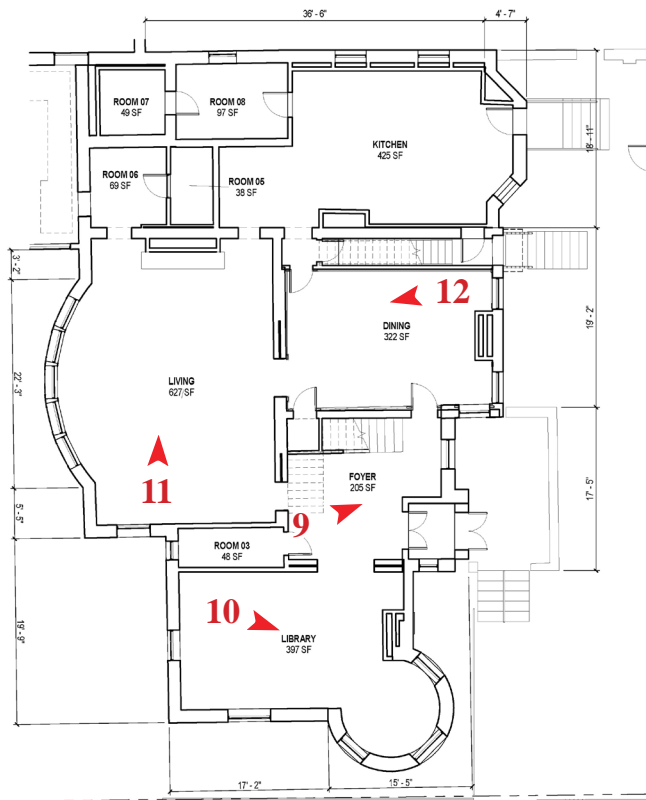 36' - 6"
4' - 7"
ROOM 07
49 SF
ROOM 08
97 SF
KITCHEN
425 SF
18' - 11"
ROOM 06
69 SF
ROOM 05
38 SF
3' - 2"
12
DINING
322 SF
19' - 2"
LIVING
627 SF
22' - 3"
11
FOYER
205 SF
17' - 5"
9
5' - 5"
ROOM 03
48 SF
10
LIBRARY
397 SF
19' - 9"
17' - 2"
15' - 5"